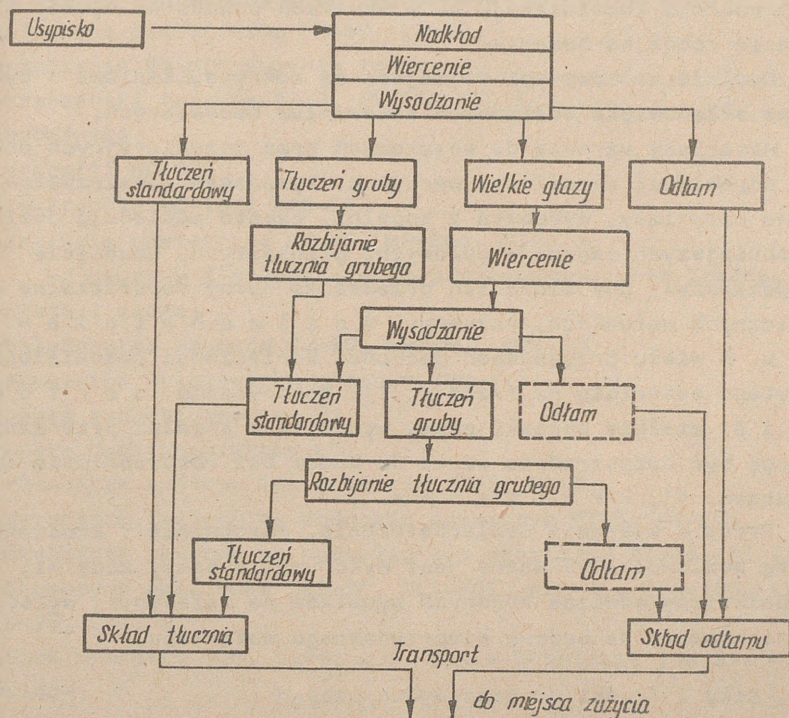 Usypisko
Nadkład
Wiercenie
Wysadzanie
Tłuczeń
standardowy
Tłuczeń gruby
Wielkie głazy
Odłam
Rozbijanie
tłucznia grubego
Wiercenie
Wysadzanie
Tłuczeń
standardowy
Tłuczeń
gruby
Odłam
Rozbijanie tłucznia grubego
Tłuczeń
standardowy
Odłam
Skład tłucznia
Skład odłamu
Transport
do miejsca zużycia